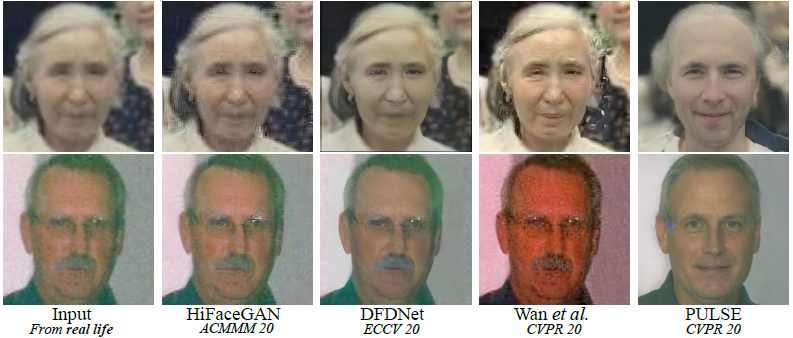 Input HiFaceGAN DFDNet Wan et al. PULSE
From real life ACMMM 20 ECCV 20 CVPR 20 CVPR 20